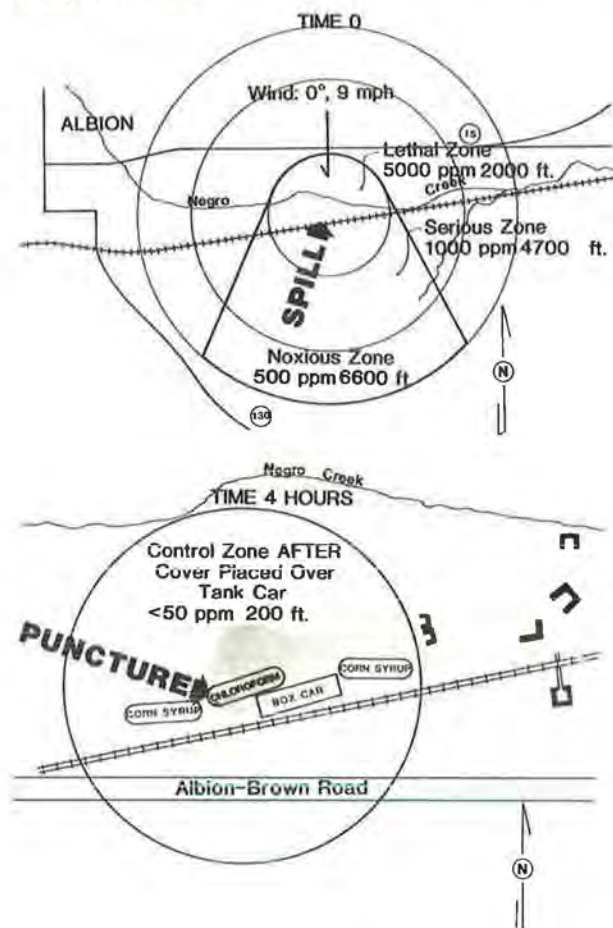 TIME 0
Wind: 0°, 9 mph
ALBION
15
Lethal Zone
5000 ppm 2000 ft.
Negro
Creek
Serious Zone
1000 ppm 4700 ft.
SPILL
Noxious Zone
500 ppm 6600 ft
N
130
Negro Creek
TIME 4 HOURS
Control Zone AFTER
Cover Placed Over
Tank Car
<50 ppm 200 ft.
PUNCTURE
CORN SYRUP
CHLOROFORM
BOX CAR
CORN SYRUP
Albion-Brown Road
N